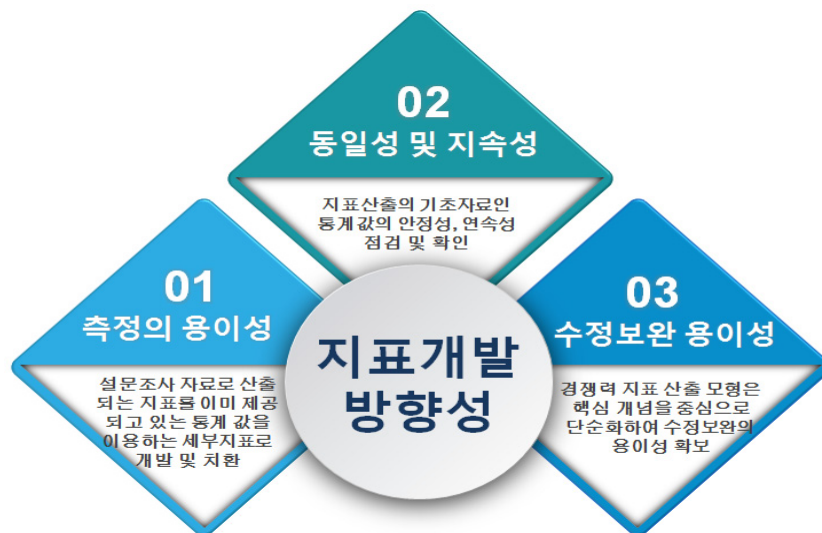 01
측정의 용이성
설문조사 자료로 산출
되는 지표를 이미 제공
되고 있는 통계 값을
이용하는 세부지표로
개발 및 치환
02
동일성 및 지속성
지표산출의 기초자료인
통계값의 안정성, 연속성
점검 및 확인
03
수정보완 용이성
경쟁력 지표 산출 모형은
핵심 개념을 중심으로
단순화하여 수정보완의
용이성 확보
지표개발
방향성